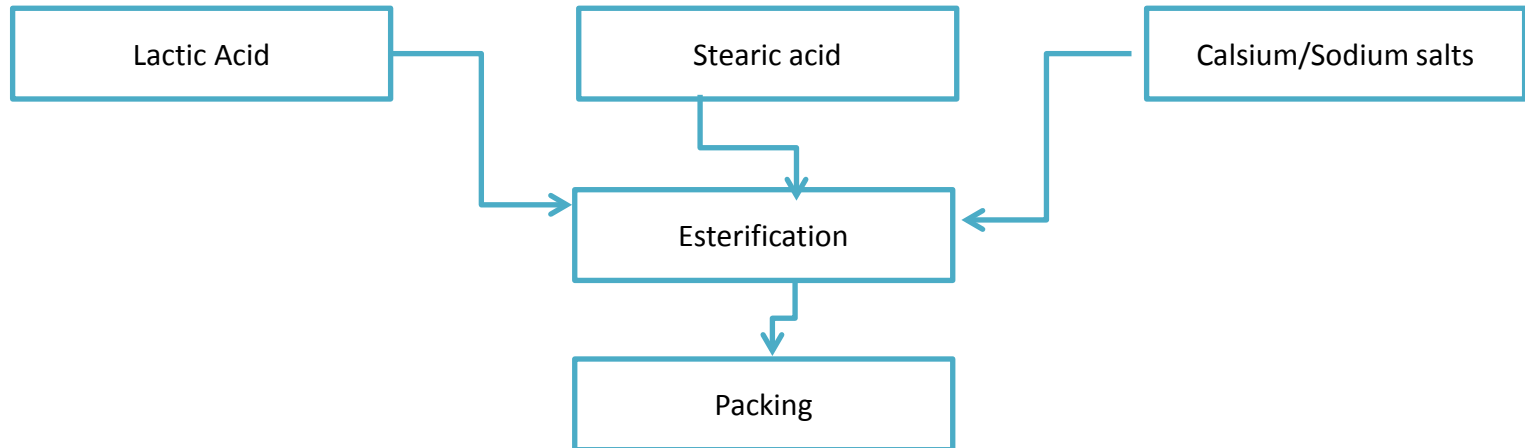 Lactic Acid
Stearic acid
Calsium/Sodium salts
Esterification
Packing